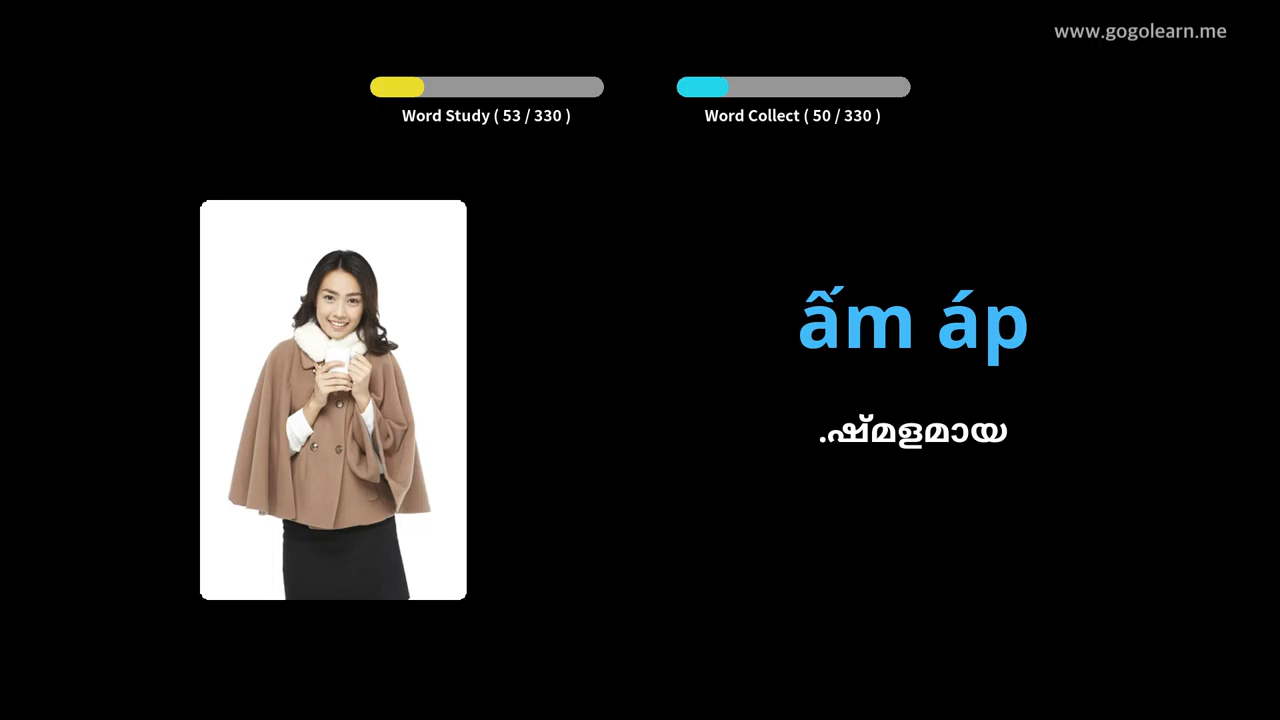 www.gogolearn.me
Word Study ( 53 / 330 )
Word Collect ( 50 / 330 )
ấm áp
.ഷ്മളമായ